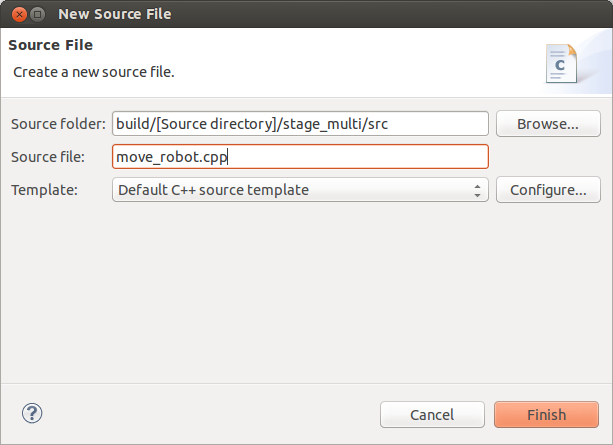 New Source File
Source File
Create a new source file.
C
Source folder: build/[Source directory]/stage_multi/src Browse...
Source file: move_robot.cpp
Template: Default C++ source template Configure...
? Cancel Finish